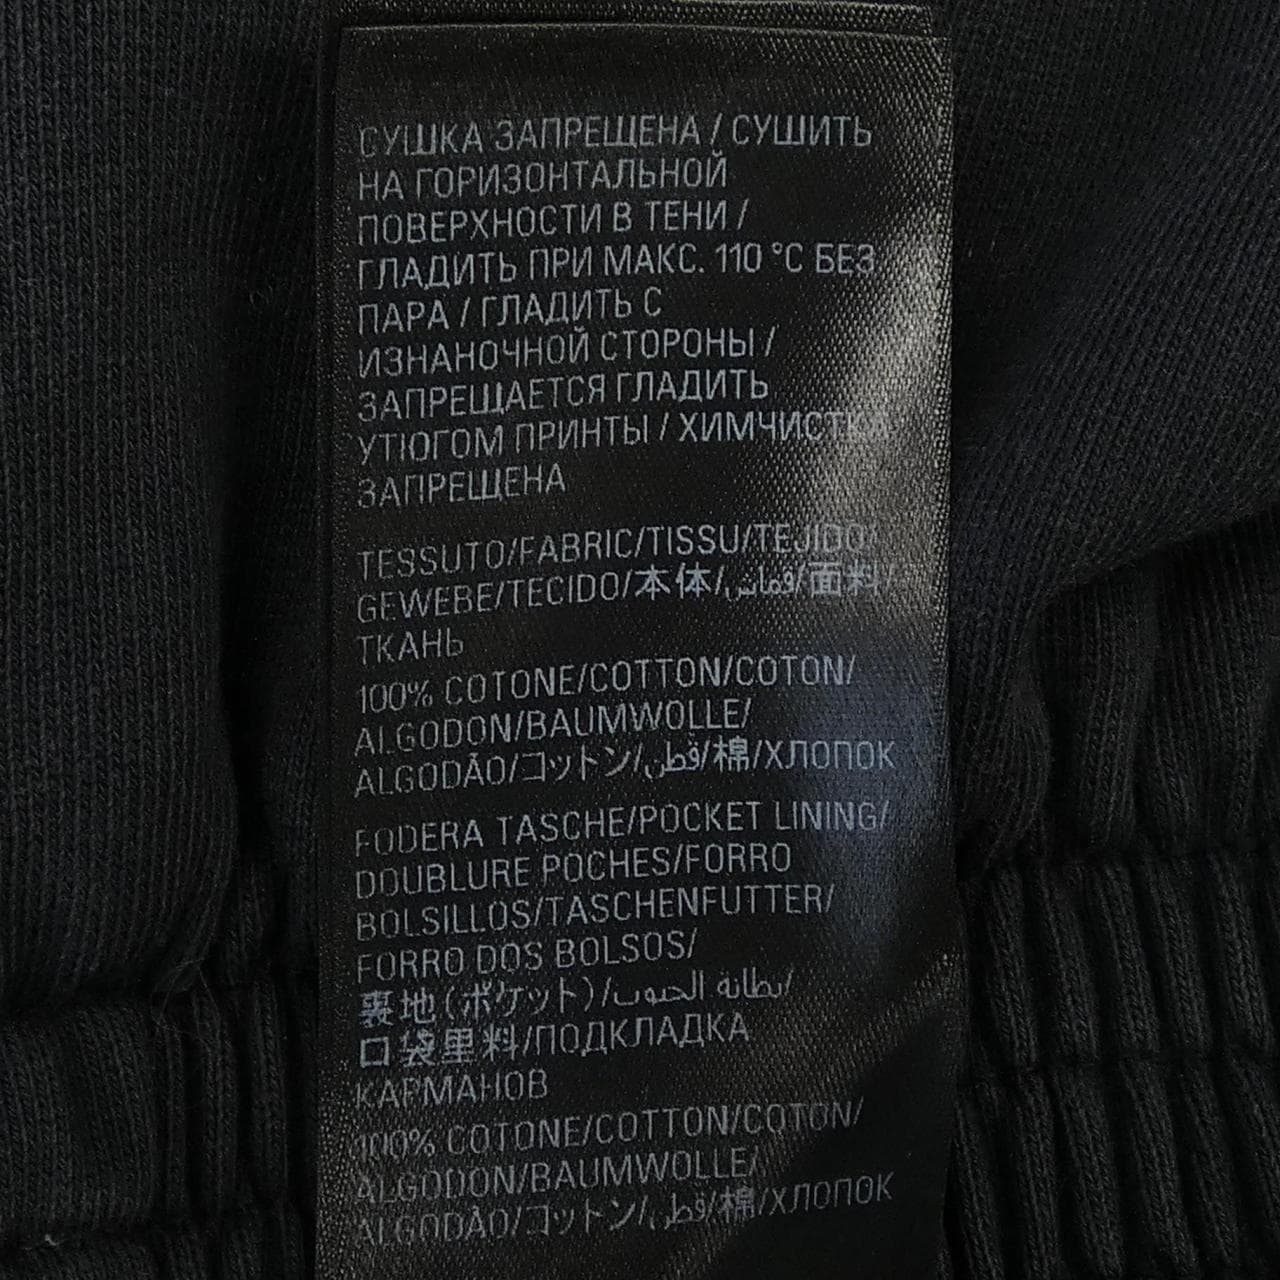 СУШКА ЗАПРЕЩЕНА / СУШИТЬ
НА ГОРИЗОНТАЛЬНОЙ
ПОВЕРХНОСТИ В ТЕНИ /
ГЛАДИТЬ ПРИ МАКС. 110 °С БЕЗ
ПАРА / ГЛАДИТЬ С
ИЗНАНОЧНОЙ СТОРОНЫ /
ЗАПРЕЩАЕТСЯ ГЛАДИТЬ
УТЮГОМ ПРИНТЫ / ХИМЧИСТКА
ЗАПРЕЩЕНА
TESSUTO/FABRIC/TISSU/TEJIDO/
GEWEBE/TECIDO/本体/قماش/面料/
ТКАНЬ
100% COTONE/COTTON/COTON/
ALGODON/BAUMWOLLE/
ALGODÃO/コットン/قطن/棉/ХЛОПОК
FODERA TASCHE/POCKET LINING/
DOUBLURE POCHES/FORRO
BOLSILLOS/TASCHENFUTTER/
FORRO DOS BOLSOS/
裏地(ポケット)/بطانة الجيوب/
口袋里料/ПОДКЛАДКА
КАРМАНОВ
100% COTONE/COTTON/COTON/
ALGODON/BAUMWOLLE/
ALGODÃO/コットン/قطن/棉/ХЛОПОК